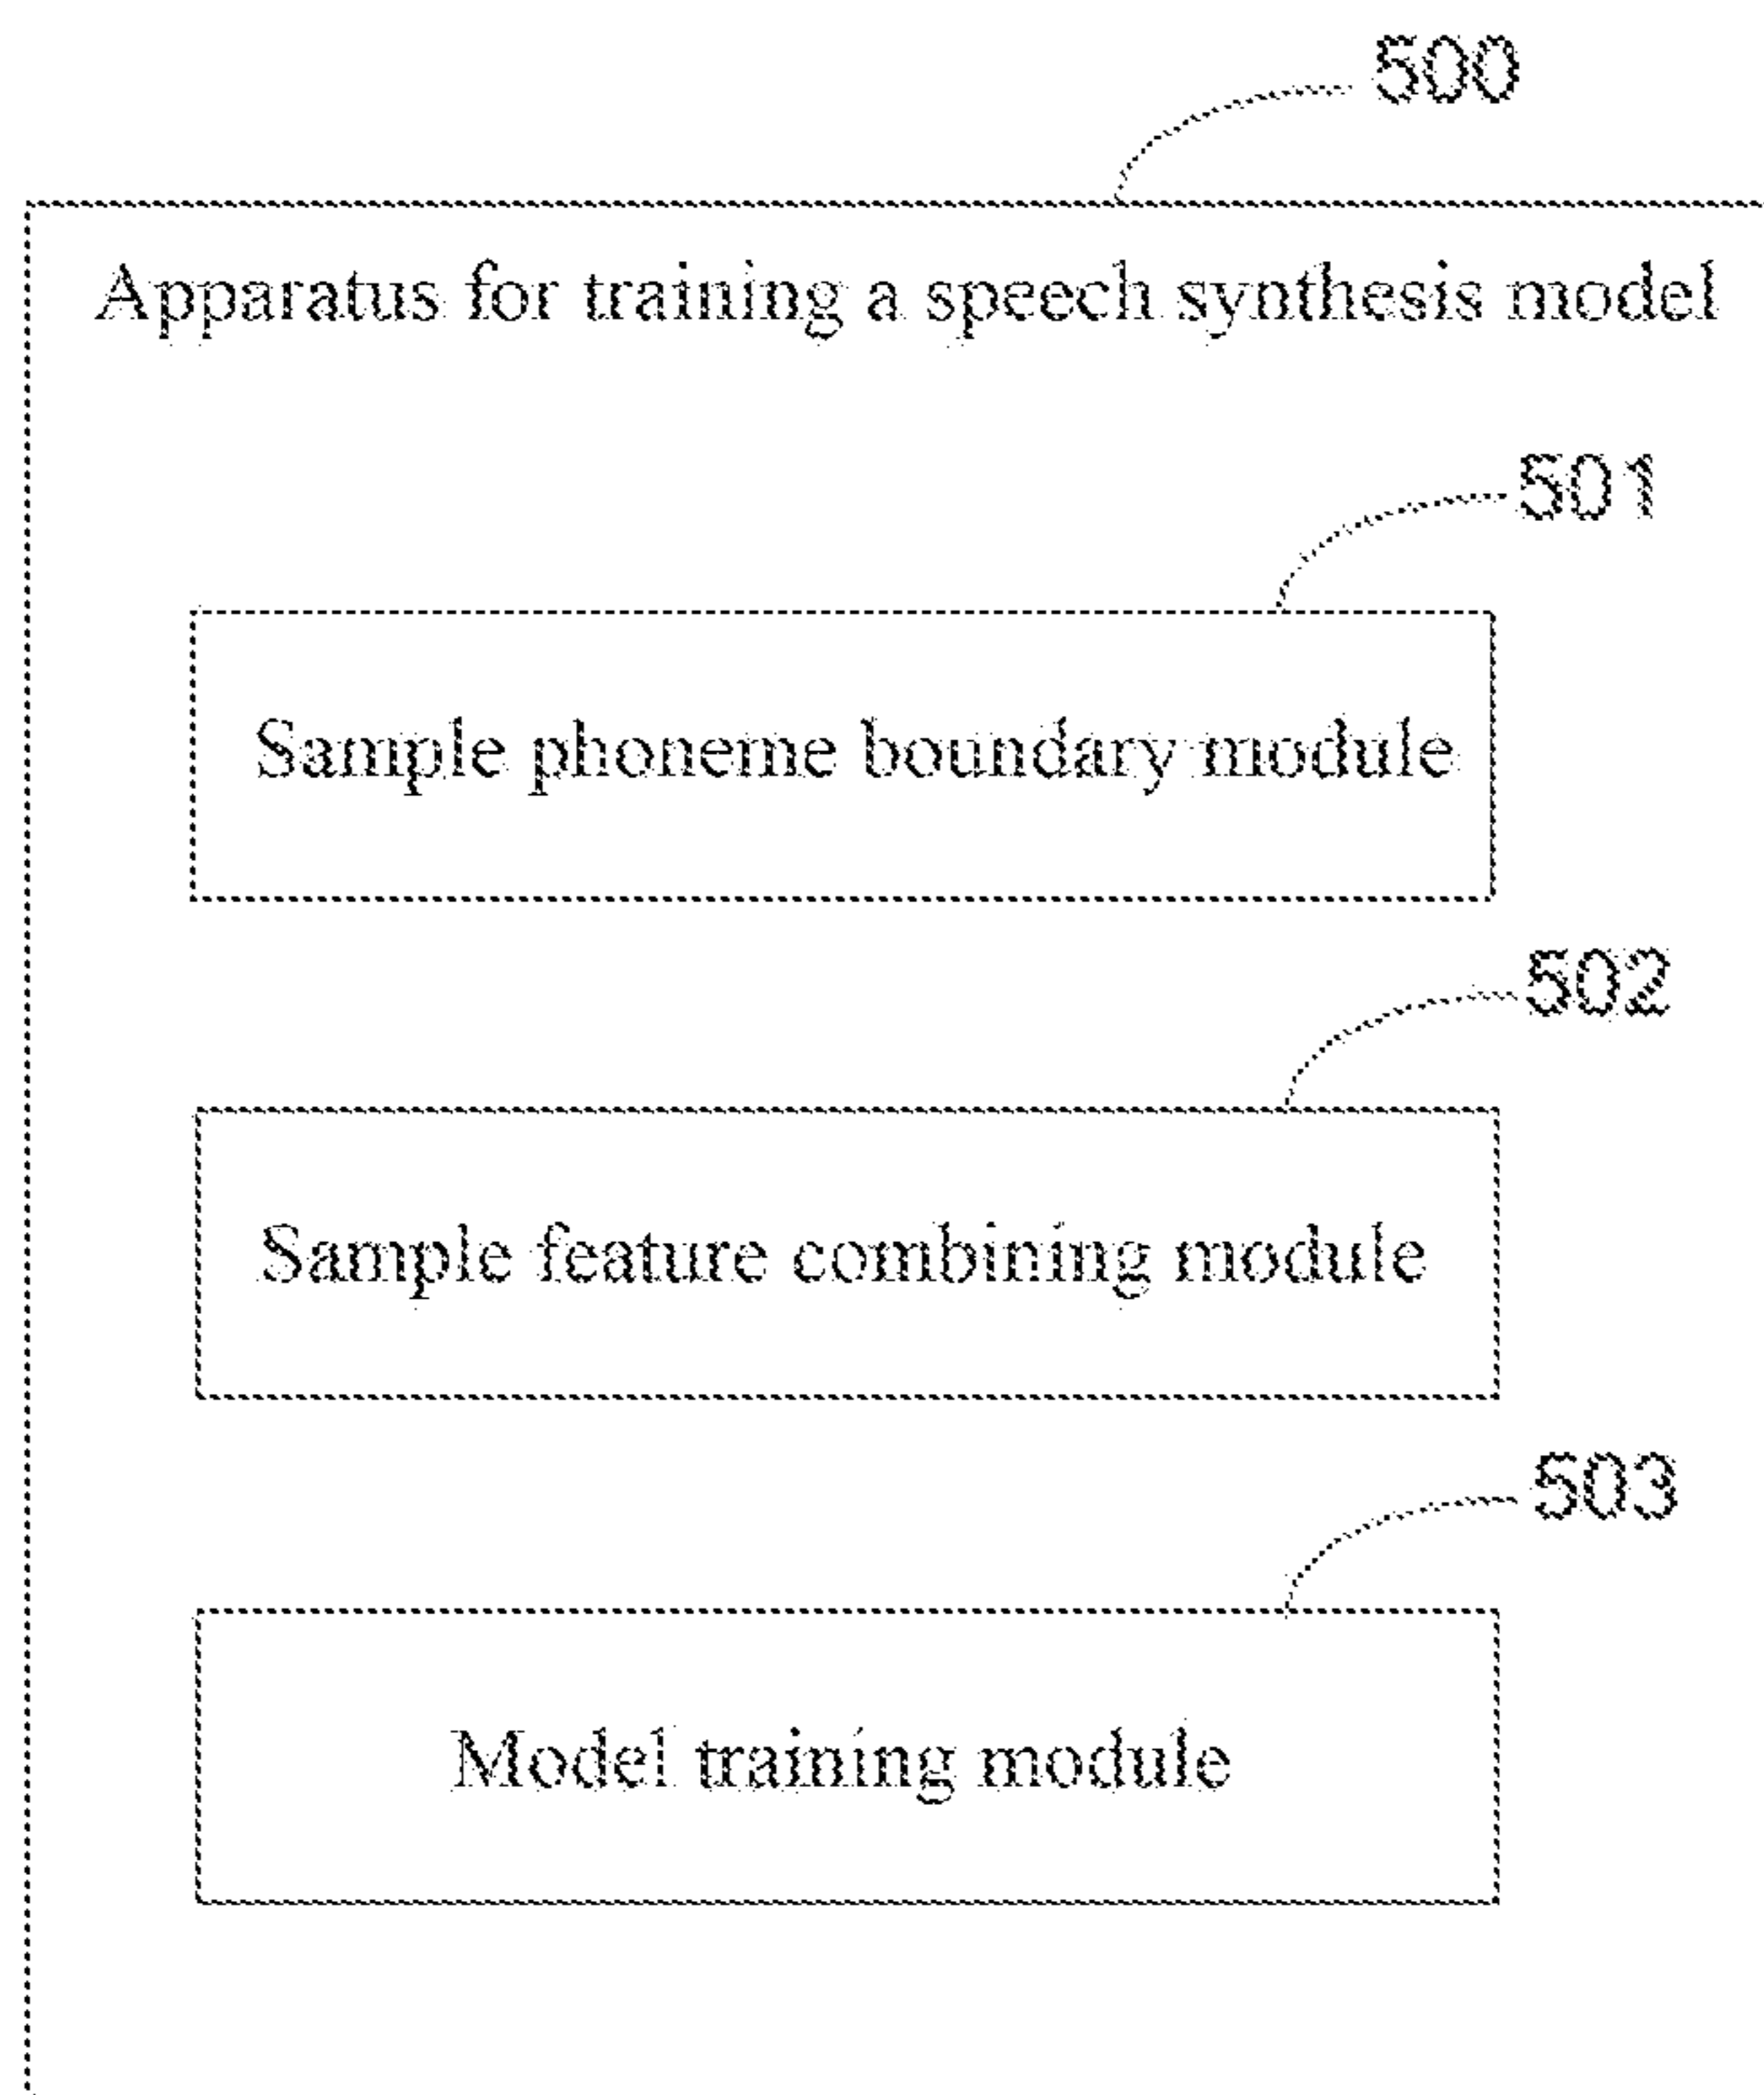 500
Apparatus for training a speech synthesis model
501
Sample phoneme boundary module
502
Sample feature combining module
503
Model training module